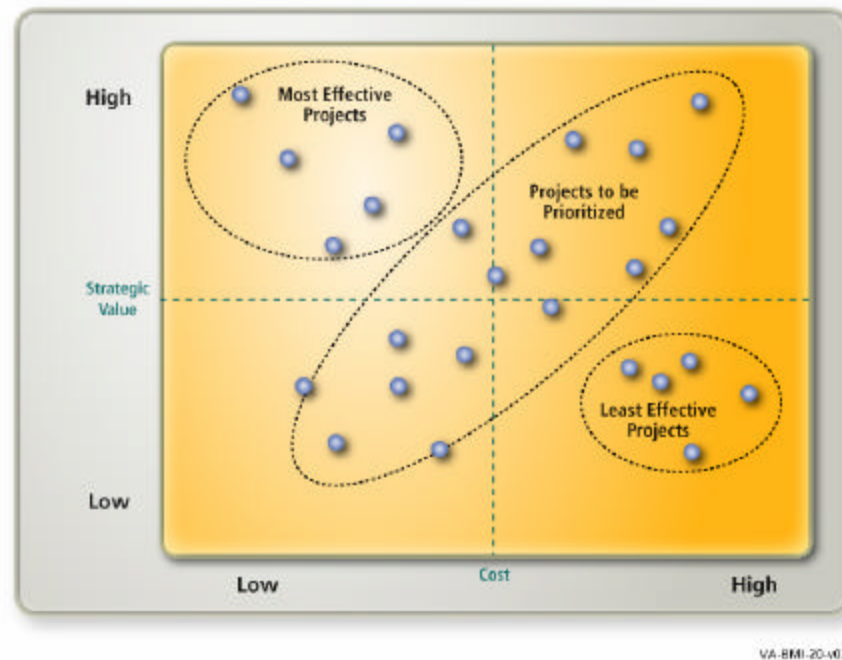 High
Most Effective
Projects
Projects to be
Prioritized
Strategic
Value
Least Effective
Projects
Low
Low
Cost
High
VA-BMI-20-v0